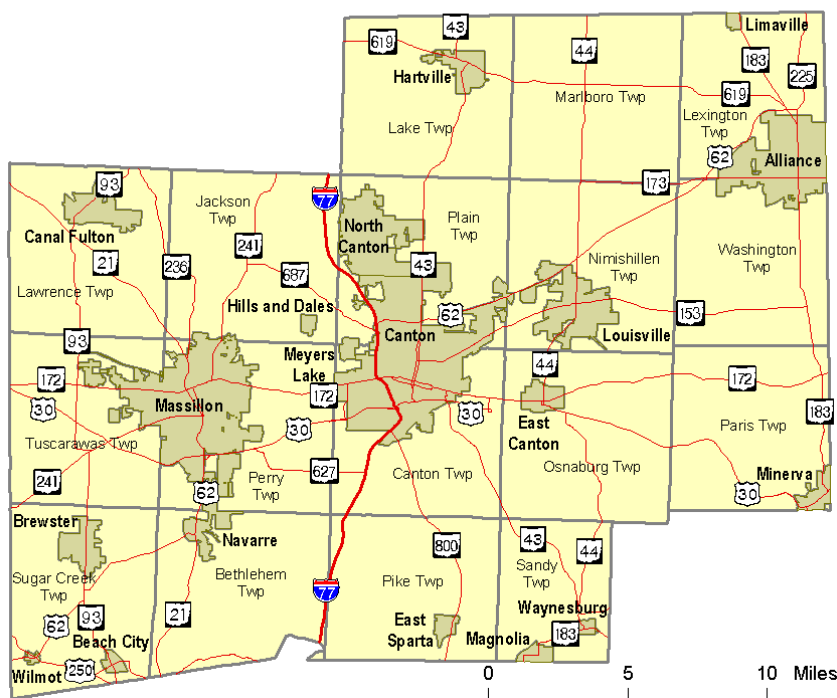 43
Limaville
619
44
183
225
Hartville
619
Marlboro Twp
Lexington
Twp
Lake Twp
62
Alliance
93
77
173
Jackson
Twp
North
Canton
Plain
Twp
Canal Fulton
241
43
Washington
Twp
21
236
687
Nimishillen
Twp
Lawrence Twp
Hills and Dales
62
153
93
Canton
Louisville
Meyers
Lake
44
172
172
172
30
Massillon
30
30
East
Canton
Paris Twp
183
Tuscarawas Twp
241
Perry
Twp
627
Canton Twp
Osnaburg Twp
Minerva
62
30
Brewster
Navarre
800
43
44
Sugar Creek
Twp
Bethlehem
Twp
77
Pike Twp
Sandy
Twp
62
93
21
East
Sparta
Waynesburg
Beach City
Magnolia
183
Wilmot
250
0 5 10 Miles